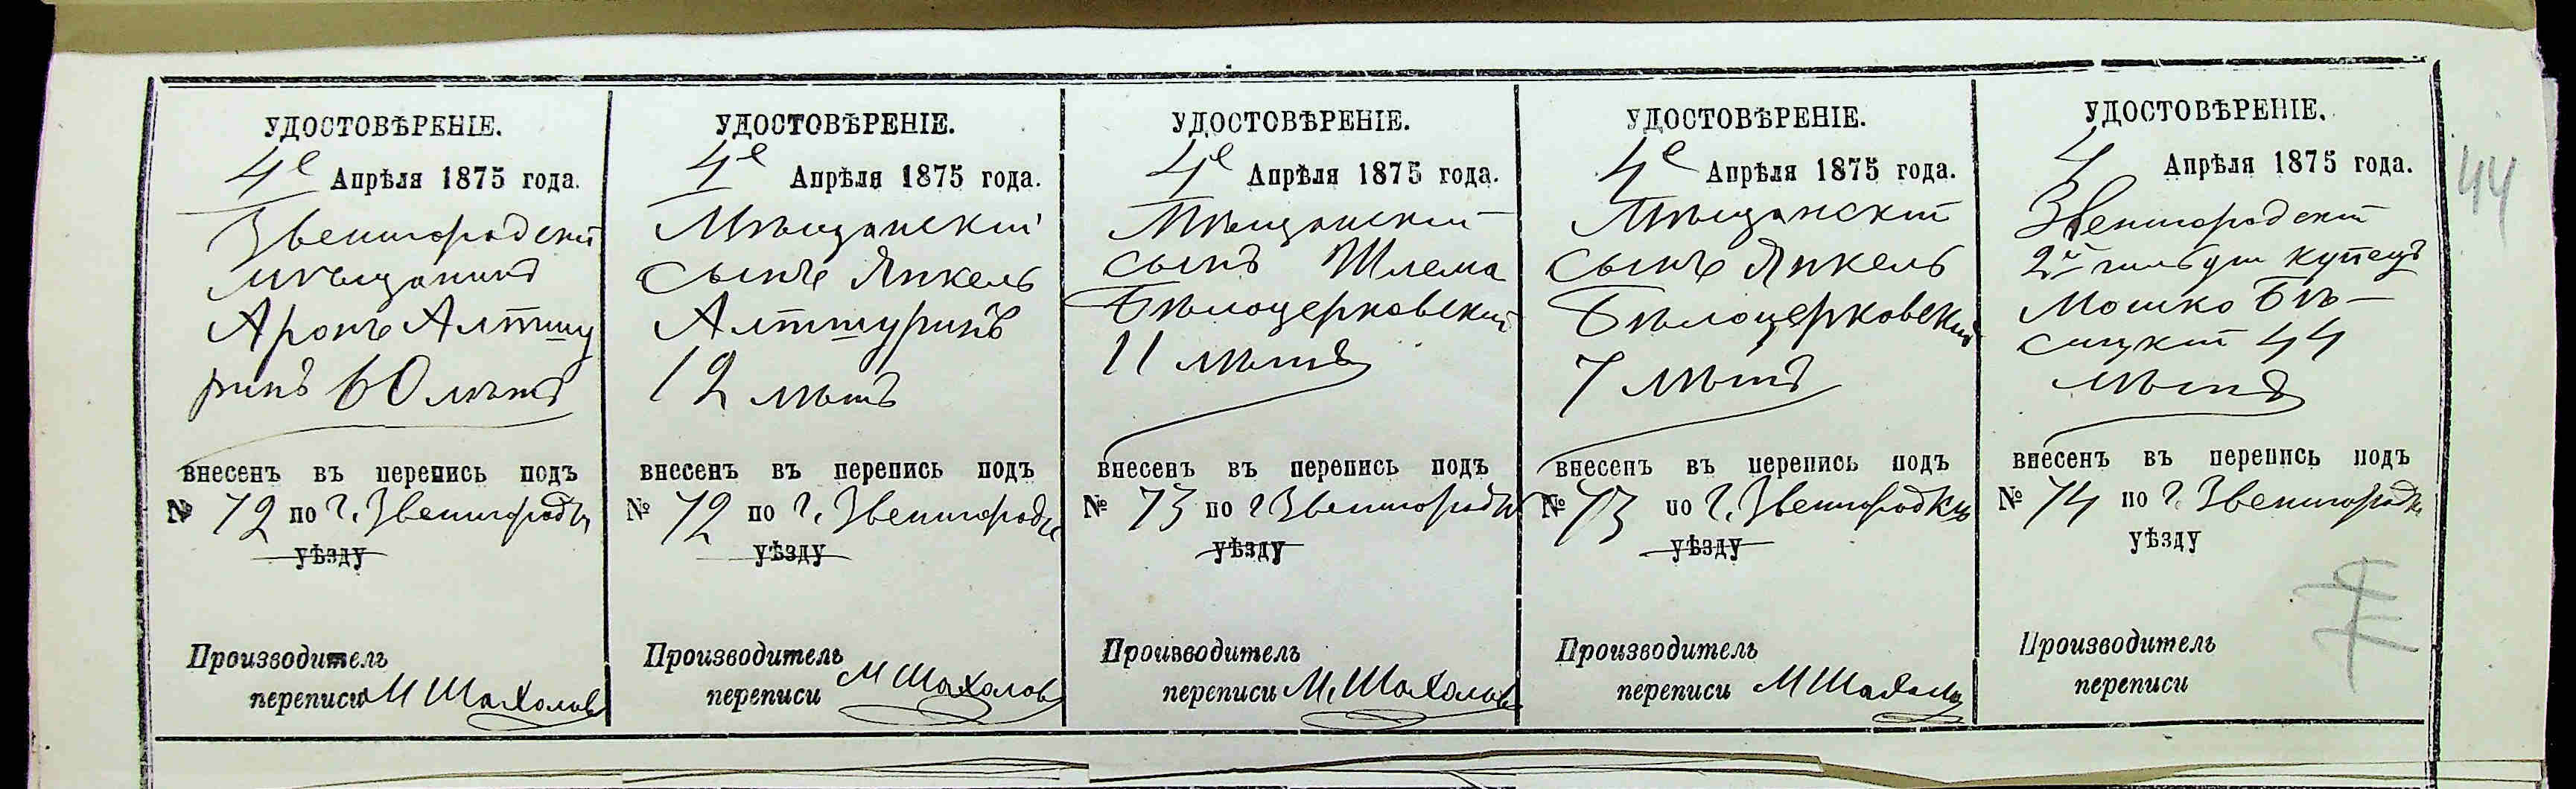 УДОСТОВѢРЕНІЕ.
4е Апрѣля 1875 года.
Звенигородскій
мѣщанинъ
Аронъ Алтшу
ринъ 60 лѣтъ
внесенъ въ перепись подъ
№ 72 по г. Звенигородкѣ
уѣзду
Производитель
переписи М Шахоловъ
УДОСТОВѢРЕНІЕ.
4е Апрѣля 1875 года.
Мѣщанскій
сынъ Янкель
Алтшуринъ
12 лѣтъ
внесенъ въ перепись подъ
№ 72 по г. Звенигородкѣ
уѣзду
Производитель
переписи М Шахоловъ
УДОСТОВѢРЕНІЕ.
4е Апрѣля 1875 года.
Мѣщанскій
сынъ Шлема
Бѣлоцерковскій
11 лѣтъ
внесенъ въ перепись подъ
№ 73 по г Звенигородкѣ
уѣзду
Производитель
переписи М. Шахоловъ
УДОСТОВѢРЕНІЕ.
4е Апрѣля 1875 года.
Мѣщанскій
сынъ Янкель
Бѣлоцерковскій
7 лѣтъ
внесенъ въ перепись подъ
№ 73 по г. Звенигородкѣ
уѣзду
Производитель
переписи М Шахоловъ
УДОСТОВѢРЕНІЕ.
4 Апрѣля 1875 года.
Звенигородскій
2й гильдіи купецъ
Мошко Бѣ-
лицкій 44
лѣтъ
внесенъ въ перепись подъ
№ 74 по г. Звенигородкѣ
уѣзду
Производитель
переписи
44